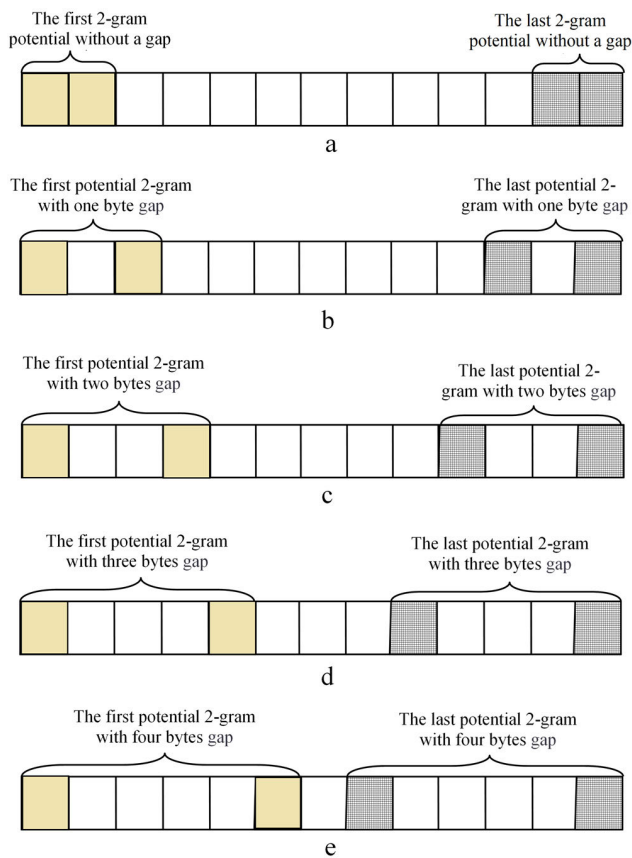 The first 2-gram
potential without a gap
The last 2-gram
potential without a gap
a
The first potential 2-gram
with one byte gap
The last potential 2-
gram with one byte gap
b
The first potential 2-gram
with two bytes gap
The last potential 2-
gram with two bytes gap
c
The first potential 2-gram
with three bytes gap
The last potential 2-gram
with three bytes gap
d
The first potential 2-gram
with four bytes gap
The last potential 2-gram
with four bytes gap
e